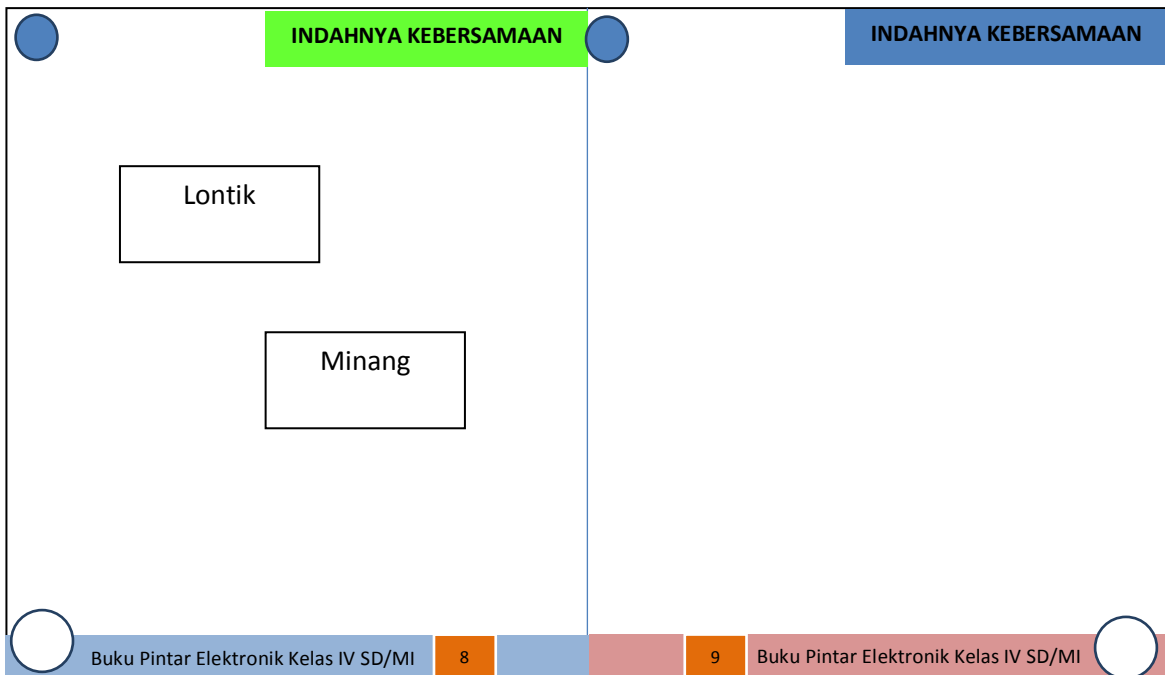 INDAHNYA KEBERSAMAAN
Lontik
Minang
Buku Pintar Elektronik Kelas IV SD/MI
8
INDAHNYA KEBERSAMAAN
9
Buku Pintar Elektronik Kelas IV SD/MI